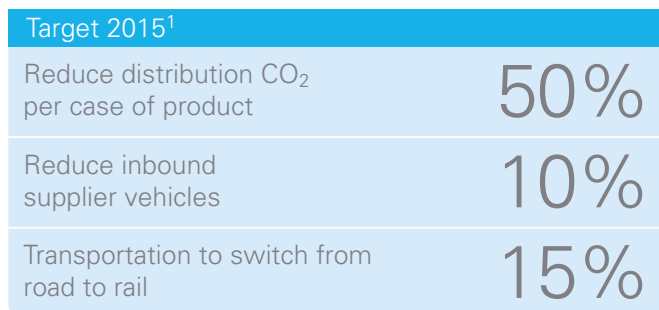 Target 2015¹
Reduce distribution CO₂
per case of product
50%
Reduce inbound
supplier vehicles
10%
Transportation to switch from
road to rail
15%